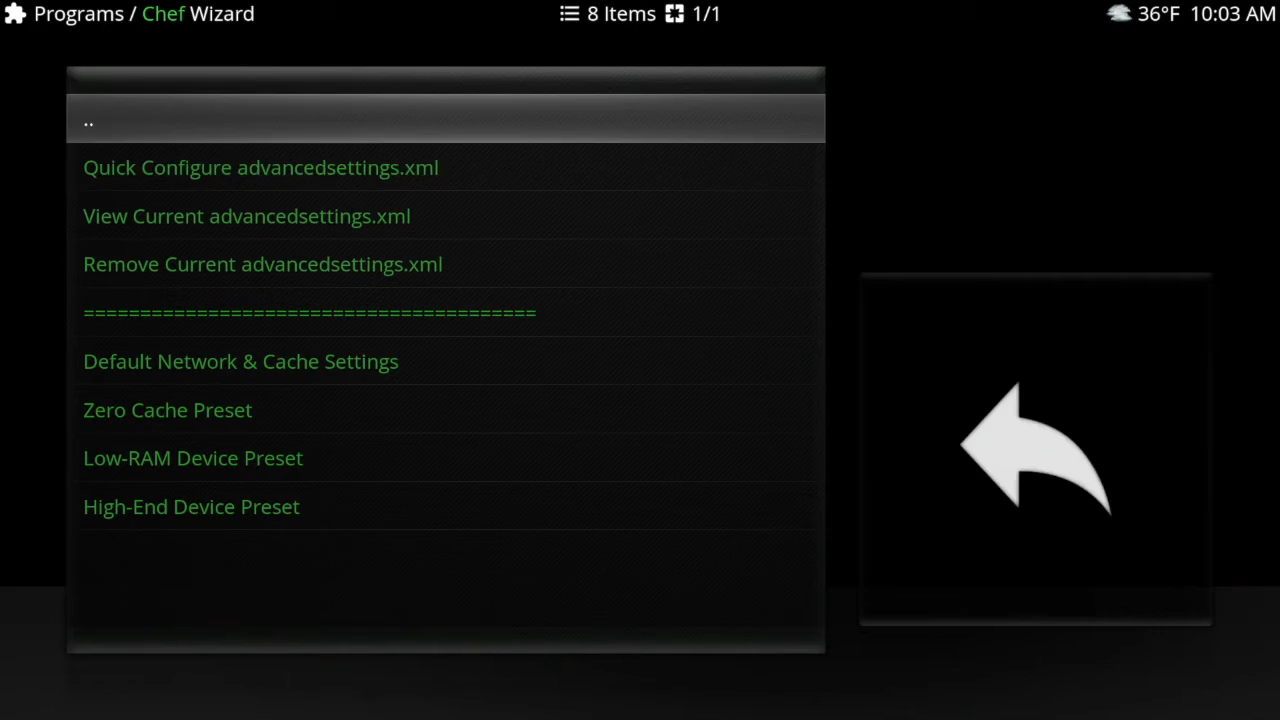 Programs / Chef Wizard
8 Items 1/1
36°F 10:03 AM
..
Quick Configure advancedsettings.xml
View Current advancedsettings.xml
Remove Current advancedsettings.xml
========================================
Default Network & Cache Settings
Zero Cache Preset
Low-RAM Device Preset
High-End Device Preset